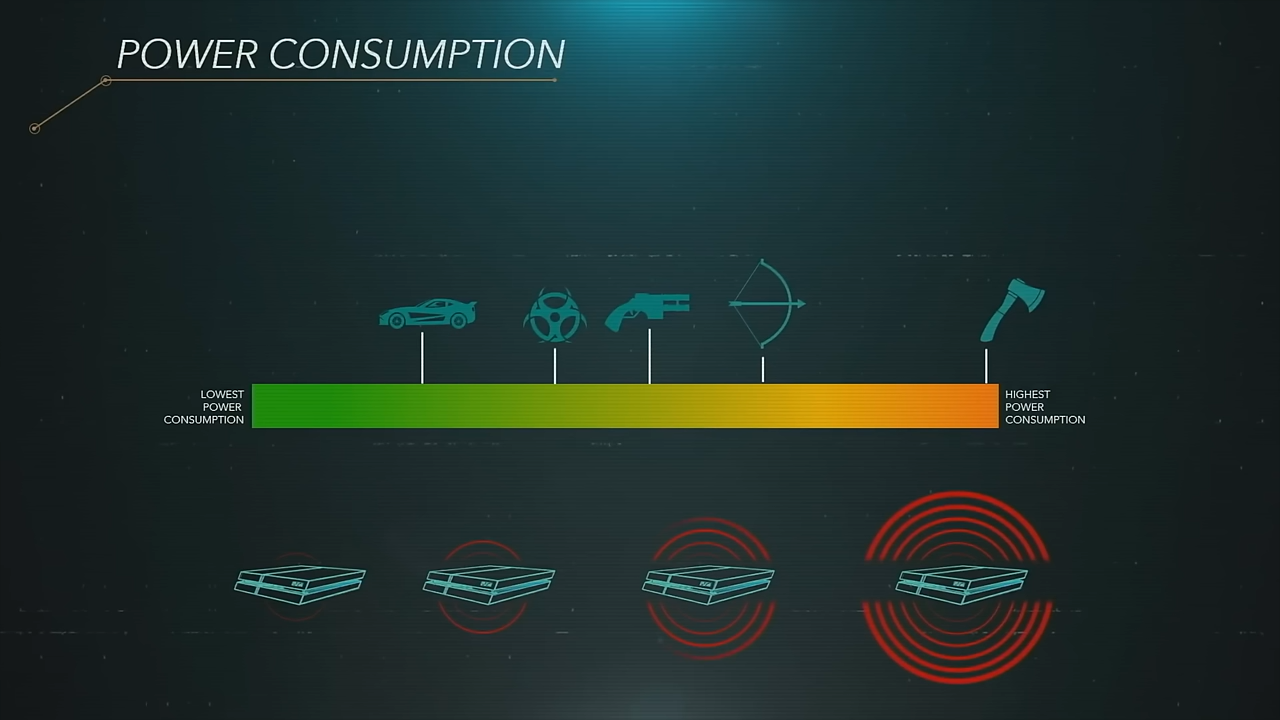 POWER CONSUMPTION
LOWEST
POWER
CONSUMPTION
HIGHEST
POWER
CONSUMPTION